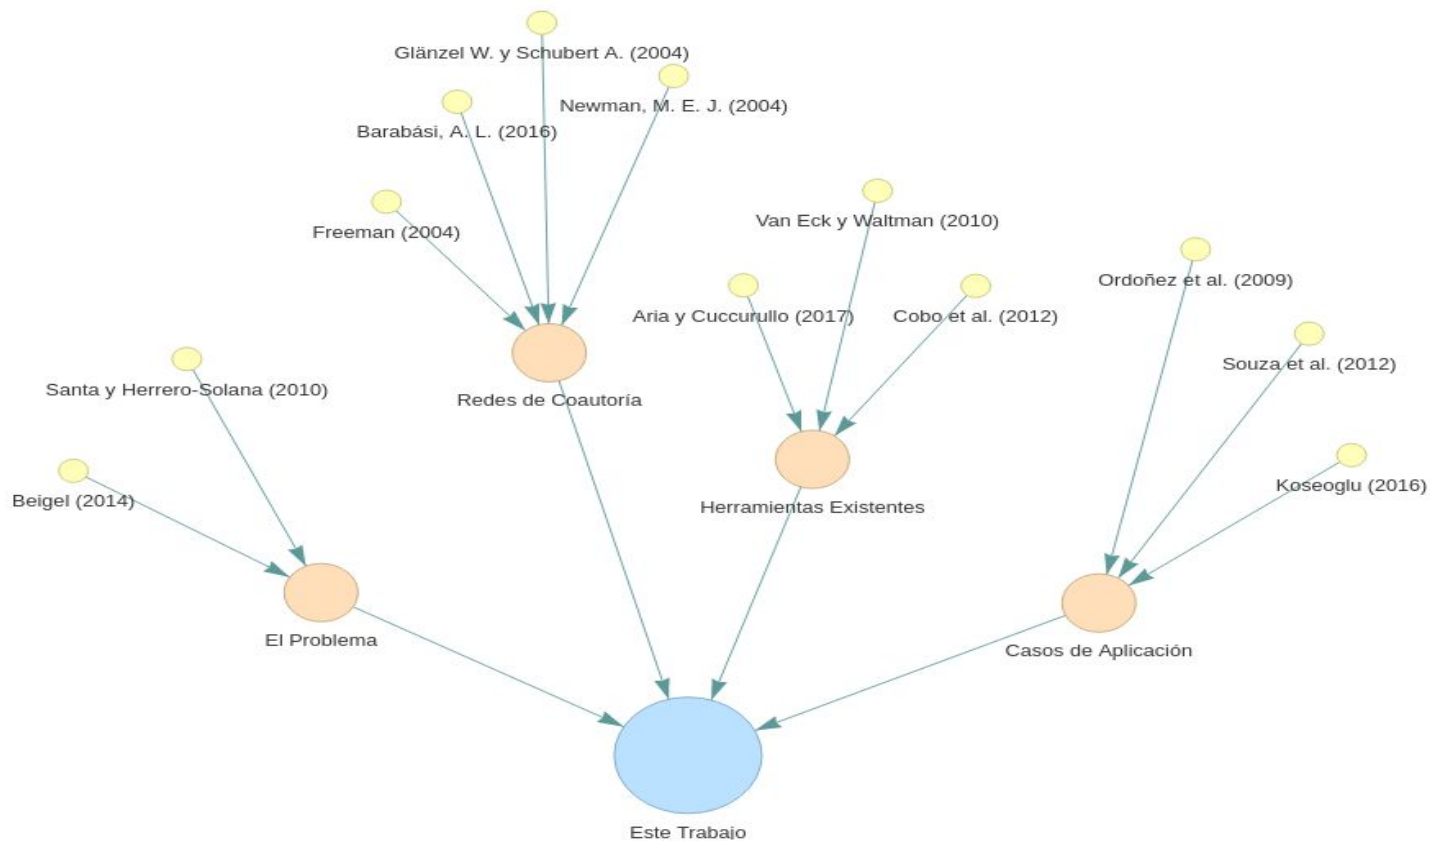 Glänzel W. y Schubert A. (2004)
Newman, M. E. J. (2004)
Barabási, A. L. (2016)
Van Eck y Waltman (2010)
Freeman (2004)
Ordoñez et al. (2009)
Aria y Cuccurullo (2017)
Cobo et al. (2012)
Souza et al. (2012)
Santa y Herrero-Solana (2010)
Redes de Coautoría
Koseoglu (2016)
Beigel (2014)
Herramientas Existentes
El Problema
Casos de Aplicación
Este Trabajo